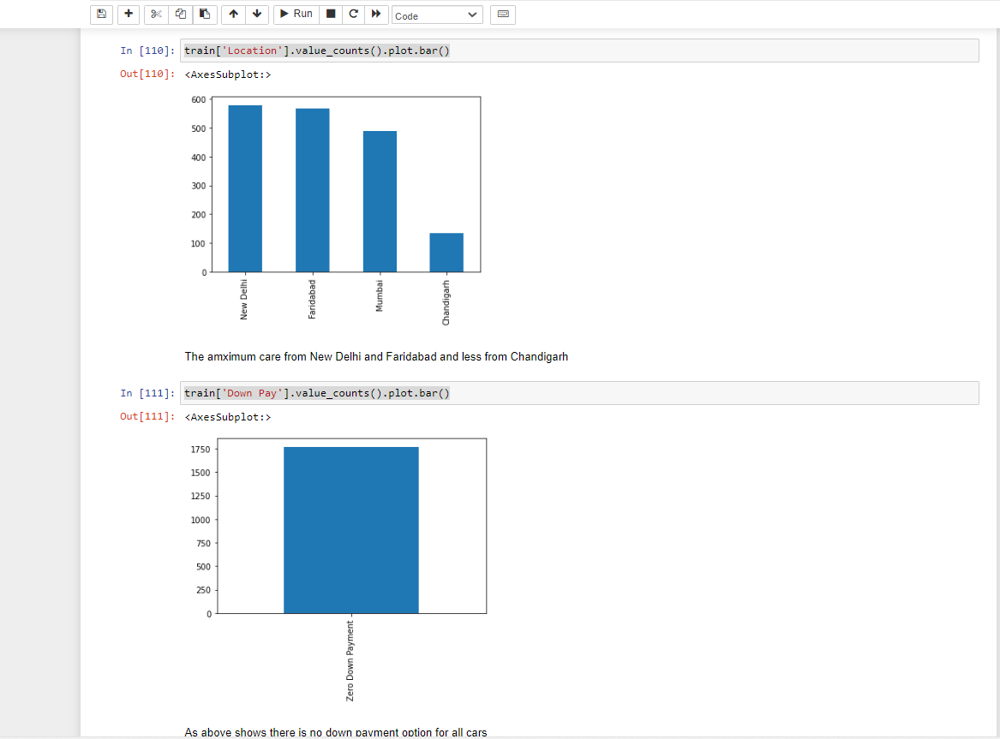 Run
Code
In [110]: train['Location'].value_counts().plot.bar()
Out[110]: <AxesSubplot:>
600
500
400
300
200
100
0
New Delhi
Faridabad
Mumbai
Chandigarh
The amximum care from New Delhi and Faridabad and less from Chandigarh
In [111]: train['Down Pay'].value_counts().plot.bar()
Out[111]: <AxesSubplot:>
1750
1500
1250
1000
750
500
250
0
Zero Down Payment
As above shows there is no down payment option for all cars